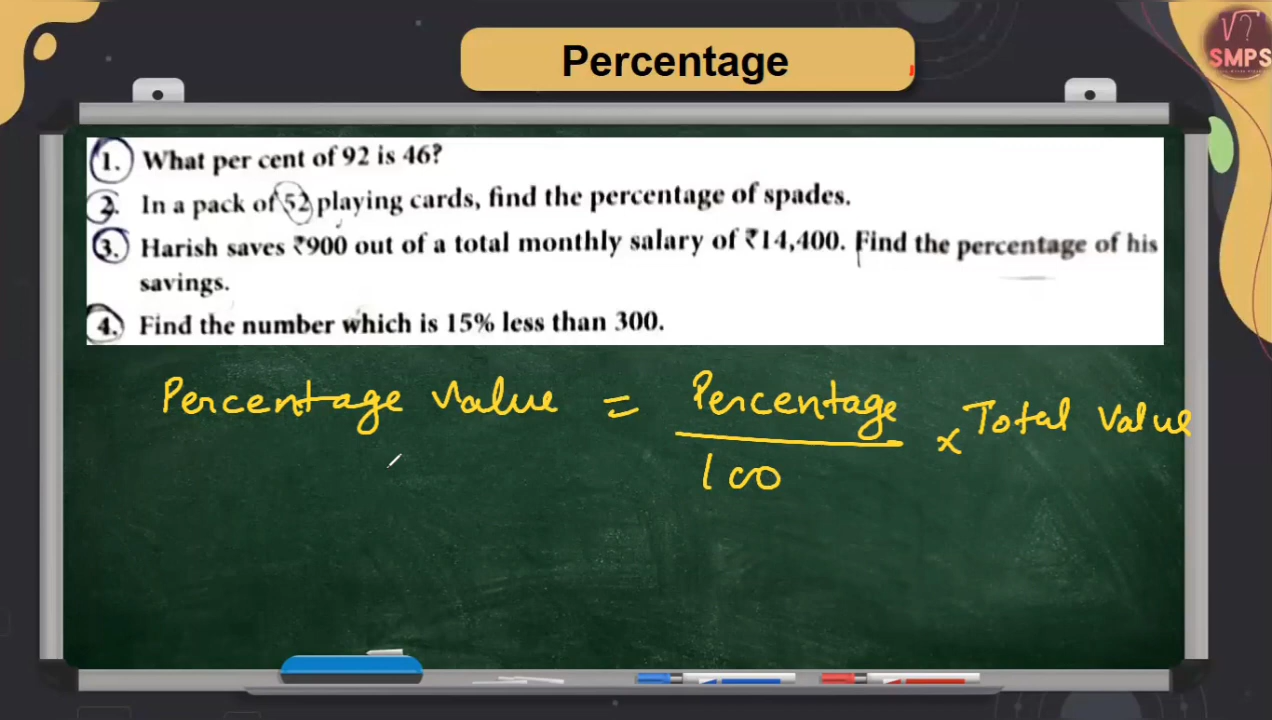 Percentage
√?
SMPS
1. What per cent of 92 is 46?
2. In a pack of 52 playing cards, find the percentage of spades.
3. Harish saves ₹900 out of a total monthly salary of ₹14,400. Find the percentage of his
savings.
4. Find the number which is 15% less than 300.
Percentage Value = Percentage / 100 × Total Value